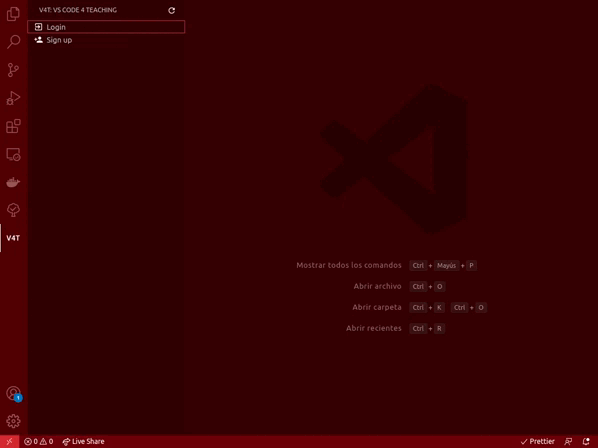 V4T: VS CODE 4 TEACHING
Login
Sign up
V4T
Mostrar todos los comandos Ctrl + Mayús + P
Abrir archivo Ctrl + O
Abrir carpeta Ctrl + K Ctrl + O
Abrir recientes Ctrl + R
1
0 0 Live Share Prettier